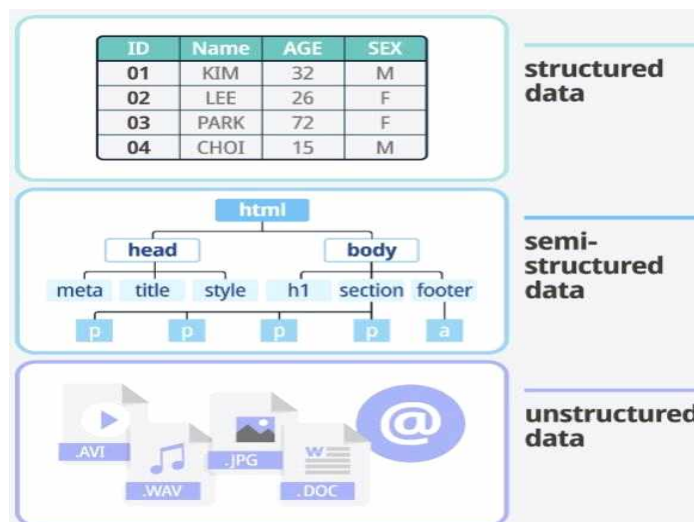 ID Name AGE SEX
01 KIM 32 M
02 LEE 26 F
03 PARK 72 F
04 CHOI 15 M
structured
data
html
head body
meta title style h1 section footer
p p p p a
semi-
structured
data
.AVI
.WAV
.JPG
W
.DOC
@
unstructured
data